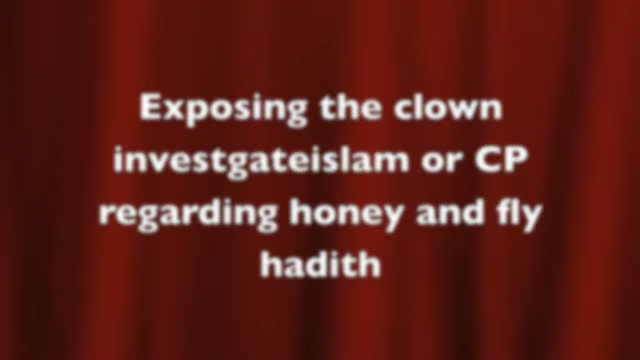 Exposing the clown
investgateislam or CP
regarding honey and fly
hadith